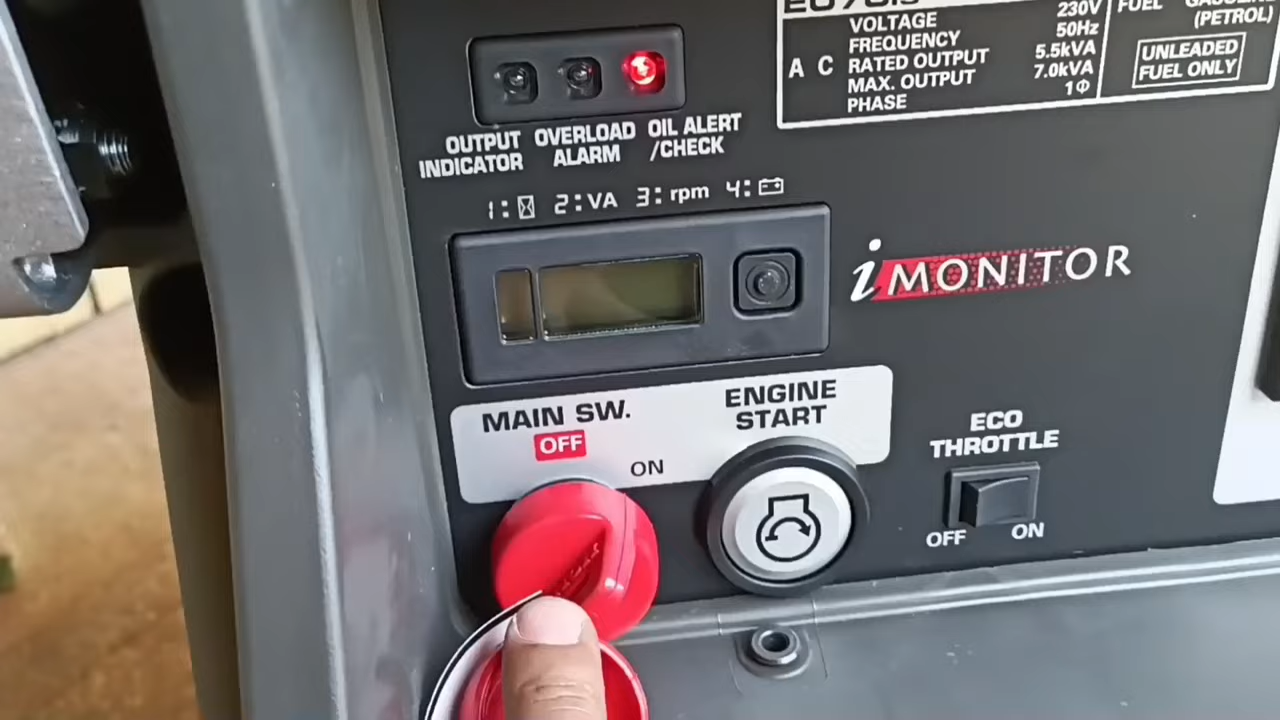 VOLTAGE 230V
FREQUENCY 50Hz
A C RATED OUTPUT 5.5kVA
MAX. OUTPUT 7.0kVA
PHASE 1Φ
FUEL
(PETROL)
UNLEADED
FUEL ONLY
OUTPUT
INDICATOR
OVERLOAD
ALARM
OIL ALERT
/CHECK
1: 2:VA 3:rpm 4:
i MONITOR
MAIN SW.
OFF
ON
ENGINE
START
ECO
THROTTLE
OFF
ON